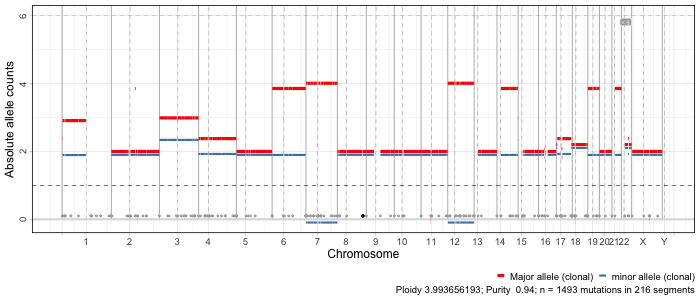 6
4
2
0
Absolute allele counts
1 2 3 4 5 6 7 8 9 10 11 12 13 14 15 16 17 18 19 20 21 22 X Y
Chromosome
Major allele (clonal) minor allele (clonal)
Ploidy 3.993656193; Purity 0.94; n = 1493 mutations in 216 segments